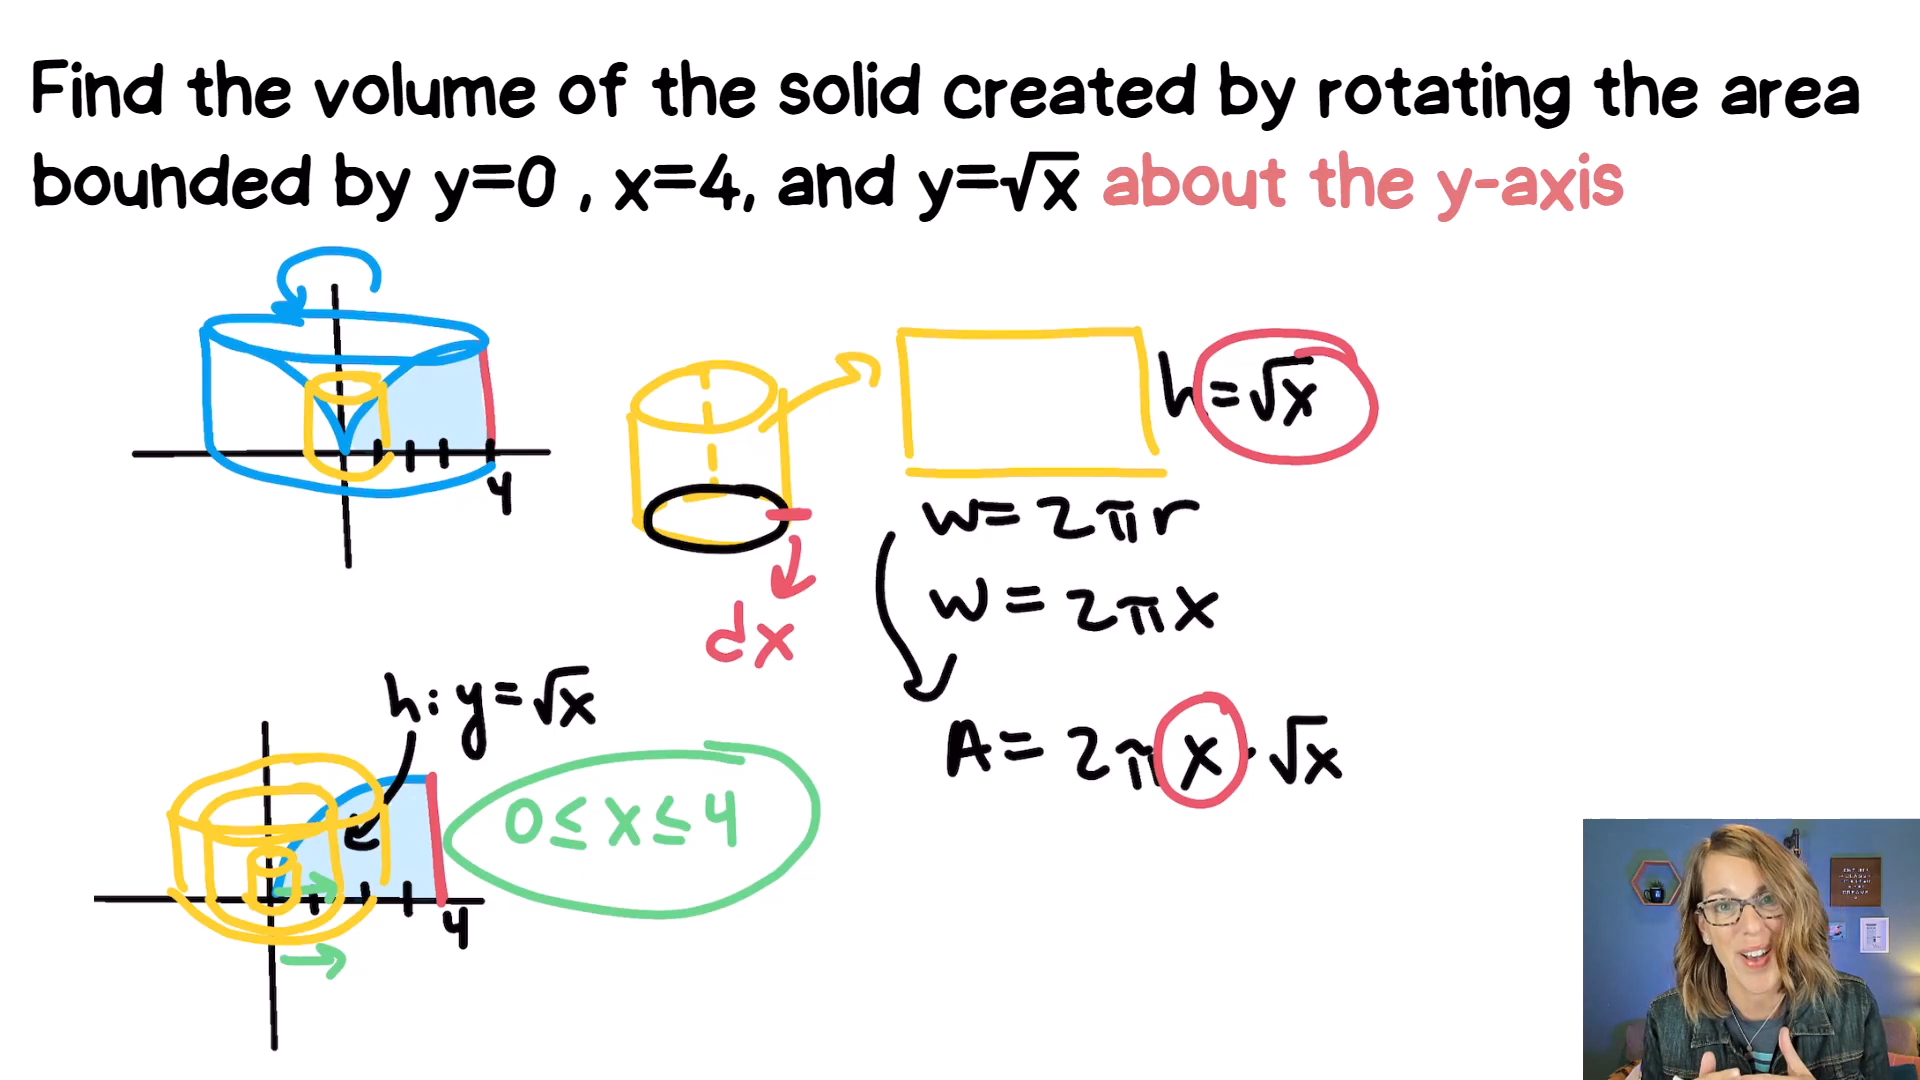 Find the volume of the solid created by rotating the area
bounded by y=0 , x=4, and y=√x about the y-axis
4
h=√x
w=2πr
w=2πx
dx
A=2πx·√x
h: y=√x
0≤x≤4
4